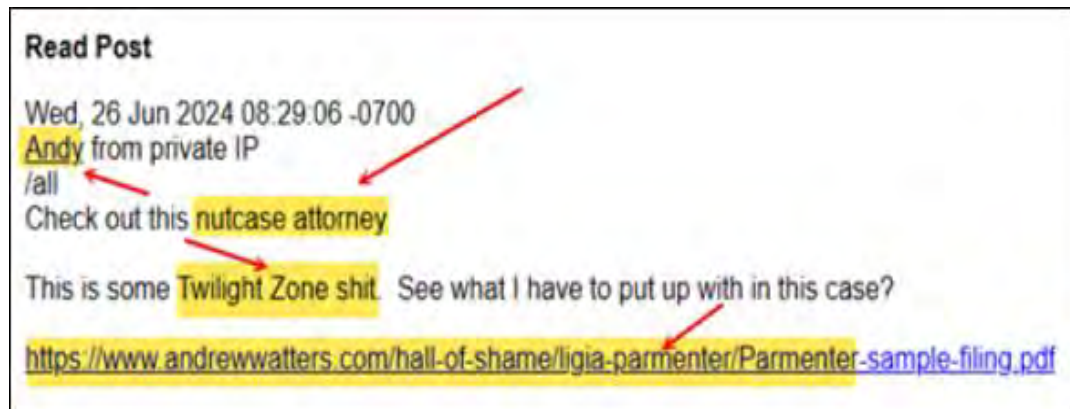 Read Post
Wed, 26 Jun 2024 08:29:06 -0700
Andy from private IP
/all
Check out this nutcase attorney
This is some Twilight Zone shit.  See what I have to put up with in this case?
https://www.andrewwatters.com/hall-of-shame/ligia-parmenter/Parmenter-sample-filing.pdf